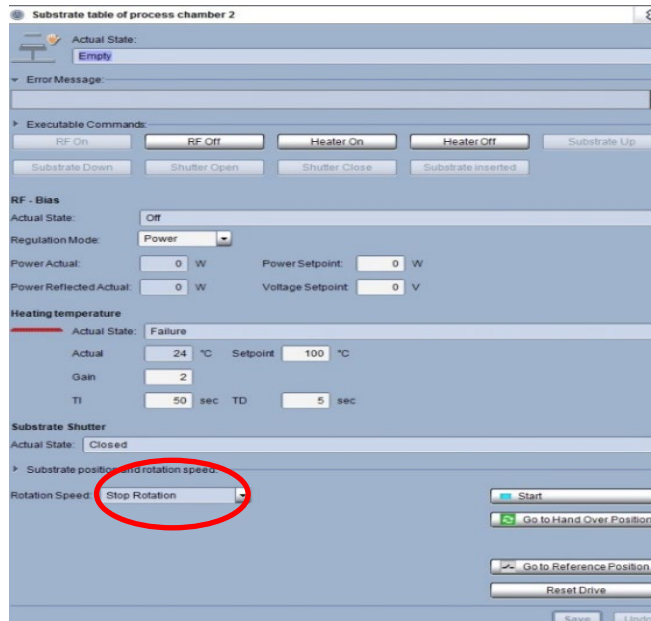 Substrate table of process chamber 2
Actual State:
Empty
Error Message:
Executable Commands:
RF On RF Off Heater On Heater Off Substrate Up
Substrate Down Shutter Open Shutter Close Substrate inserted
RF - Bias
Actual State: Off
Regulation Mode: Power
Power Actual: 0 W Power Setpoint: 0 W
Power Reflected Actual: 0 W Voltage Setpoint 0 V
Heating temperature
Actual State: Failure
Actual 24 °C Setpoint 100 °C
Gain 2
TI 50 sec TD 5 sec
Substrate Shutter
Actual State: Closed
Substrate position and rotation speed:
Rotation Speed: Stop Rotation Start
Go to Hand Over Position
Go to Reference Position
Reset Drive
Save Undo